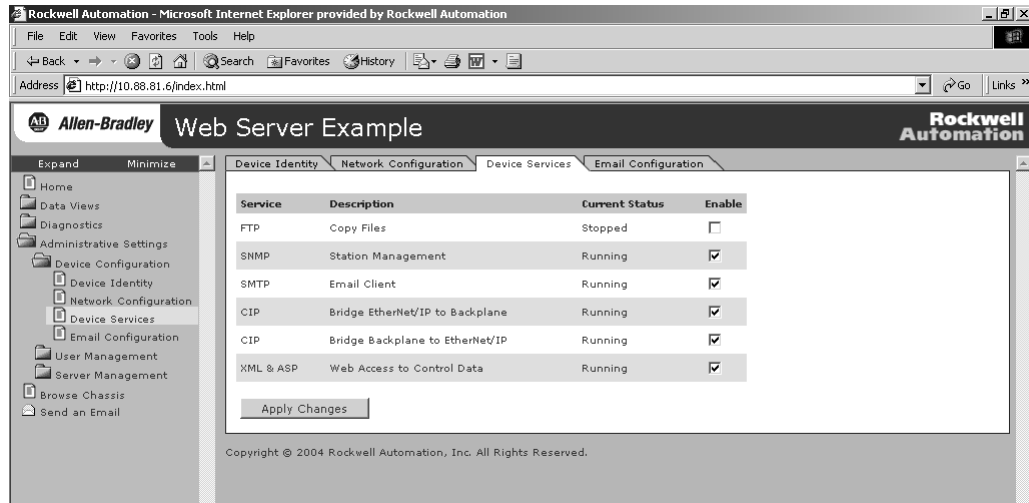 Rockwell Automation - Microsoft Internet Explorer provided by Rockwell Automation
File Edit View Favorites Tools Help
Back Search Favorites History
Address http://10.88.81.6/index.html Go Links »
AB Allen-Bradley Web Server Example Rockwell Automation
Expand Minimize
Home
Data Views
Diagnostics
Administrative Settings
Device Configuration
Device Identity
Network Configuration
Device Services
Email Configuration
User Management
Server Management
Browse Chassis
Send an Email
Device Identity Network Configuration Device Services Email Configuration
Service Description Current Status Enable
FTP Copy Files Stopped
SNMP Station Management Running
SMTP Email Client Running
CIP Bridge EtherNet/IP to Backplane Running
CIP Bridge Backplane to EtherNet/IP Running
XML & ASP Web Access to Control Data Running
Apply Changes
Copyright © 2004 Rockwell Automation, Inc. All Rights Reserved.